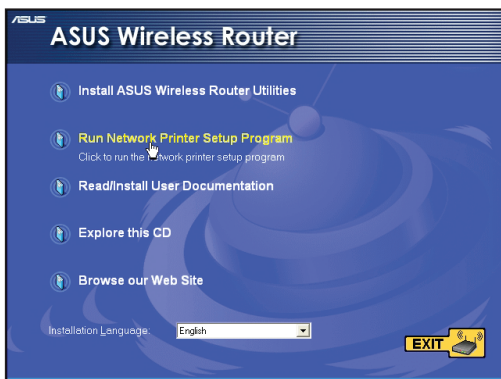 ASUS
ASUS Wireless Router
Install ASUS Wireless Router Utilities
Run Network Printer Setup Program
Click to run the network printer setup program
Read/Install User Documentation
Explore this CD
Browse our Web Site
Installation Language: English
EXIT